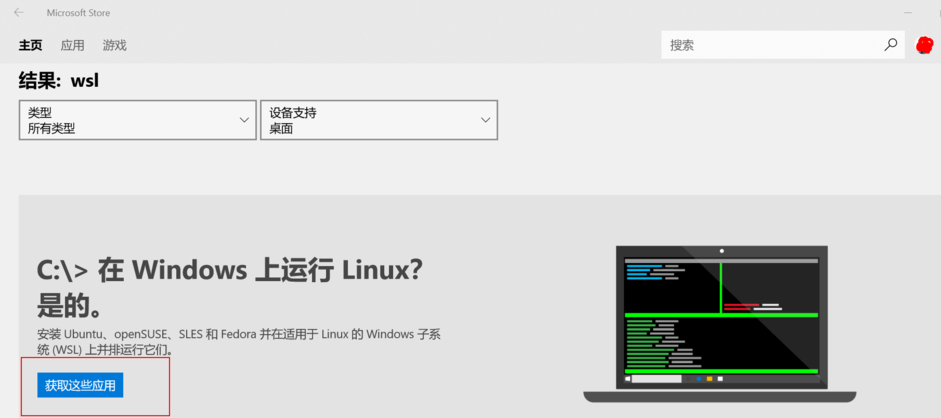 Microsoft Store
主页 应用 游戏 搜索
结果: wsl
类型 设备支持
所有类型 桌面
C:\> 在 Windows 上运行 Linux?
是的。
安装 Ubuntu、openSUSE、SLES 和 Fedora 并在适用于 Linux 的 Windows 子系
统 (WSL) 上并排运行它们。
获取这些应用